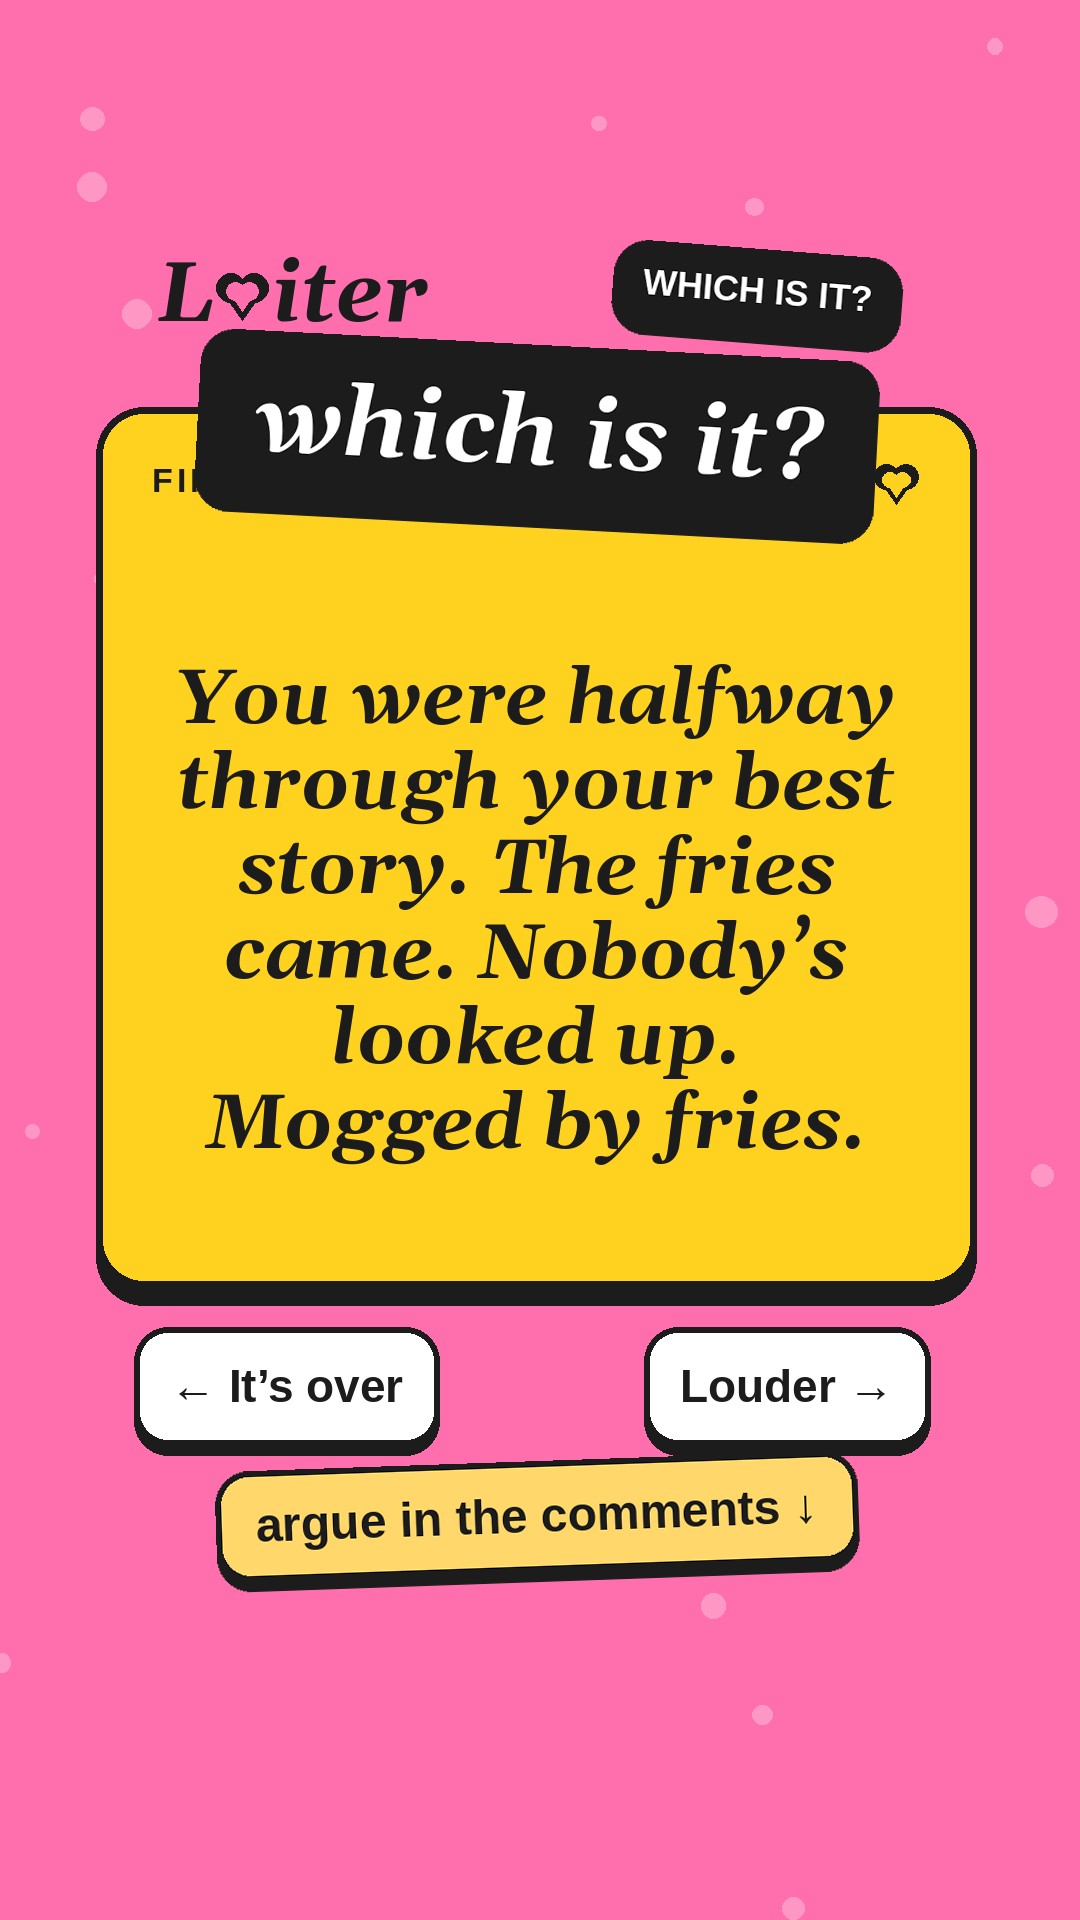 Loiter
WHICH IS IT?
which is it?
You were halfway
through your best
story. The fries
came. Nobody’s
looked up.
Mogged by fries.
← It’s over
Louder →
argue in the comments ↓